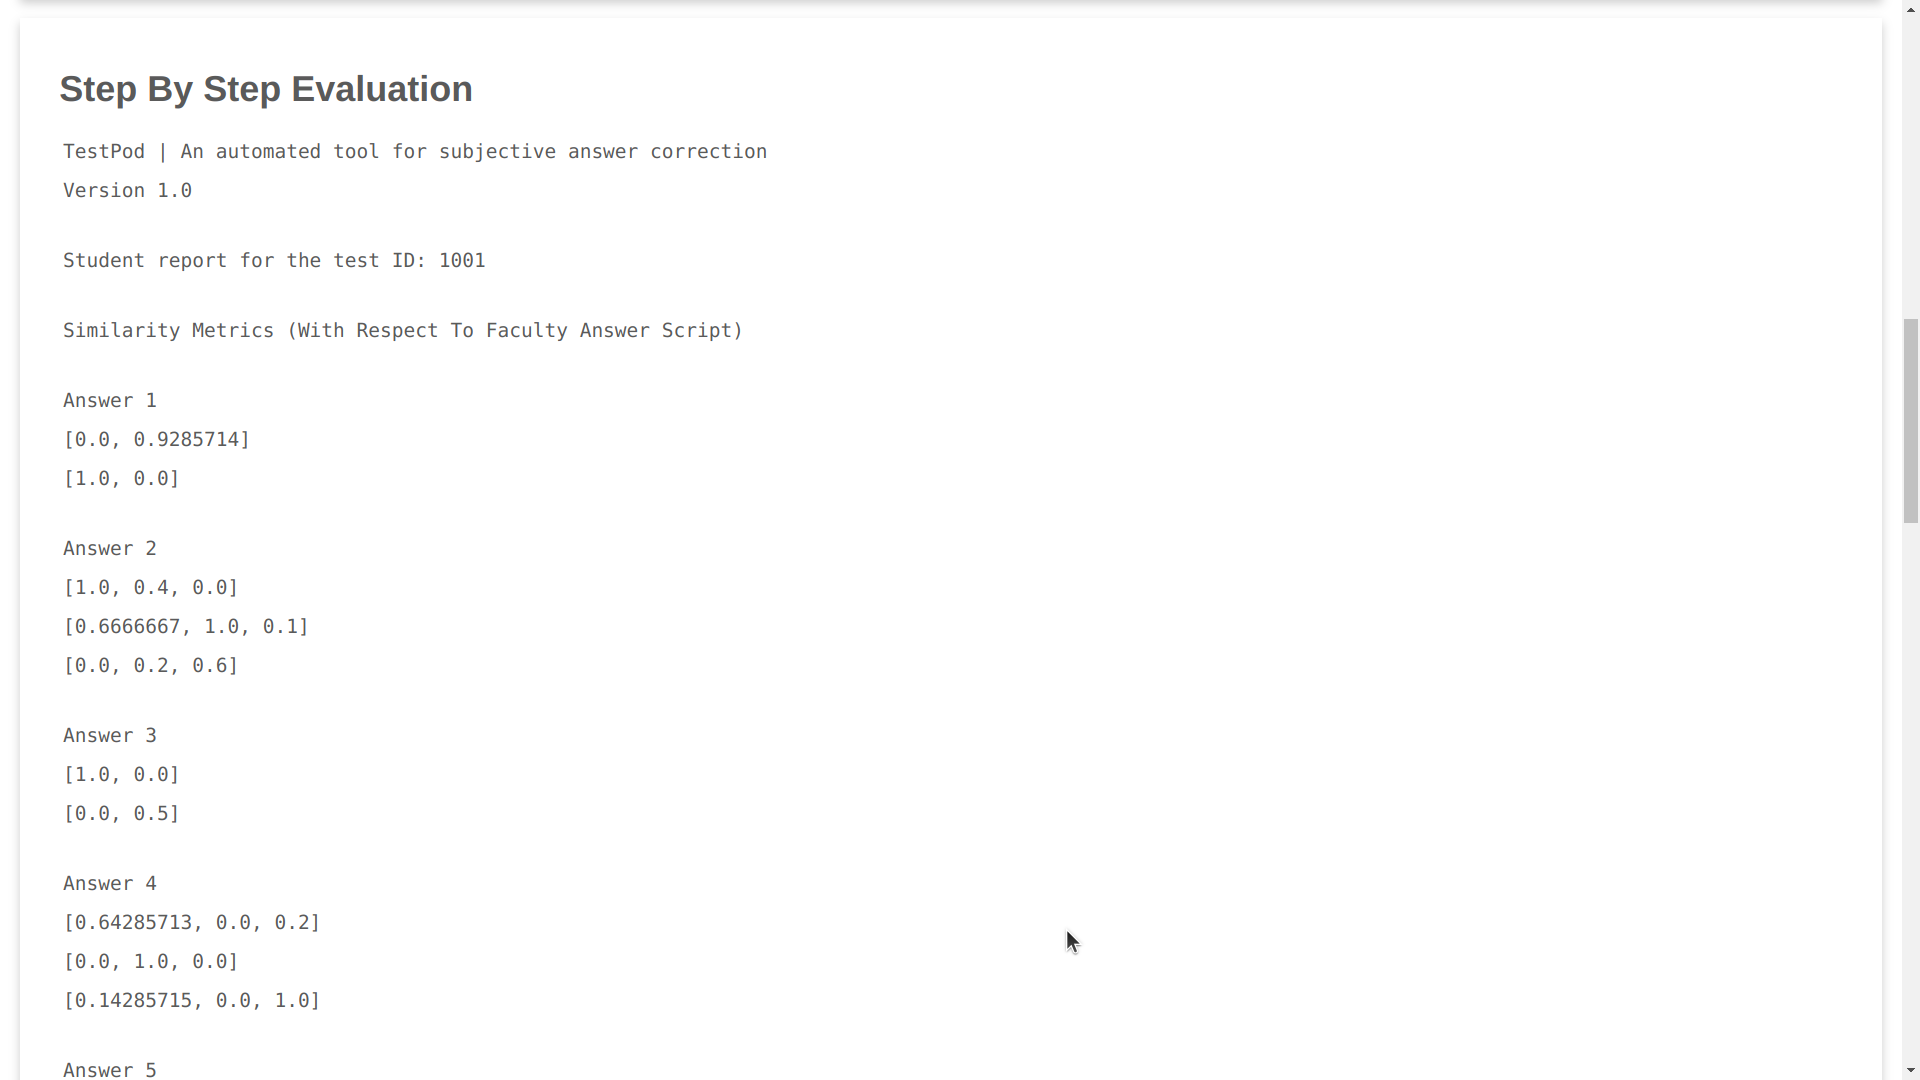 Step By Step Evaluation
TestPod | An automated tool for subjective answer correction
Version 1.0
Student report for the test ID: 1001
Similarity Metrics (With Respect To Faculty Answer Script)
Answer 1
[0.0, 0.9285714]
[1.0, 0.0]
Answer 2
[1.0, 0.4, 0.0]
[0.6666667, 1.0, 0.1]
[0.0, 0.2, 0.6]
Answer 3
[1.0, 0.0]
[0.0, 0.5]
Answer 4
[0.64285713, 0.0, 0.2]
[0.0, 1.0, 0.0]
[0.14285715, 0.0, 1.0]
Answer 5